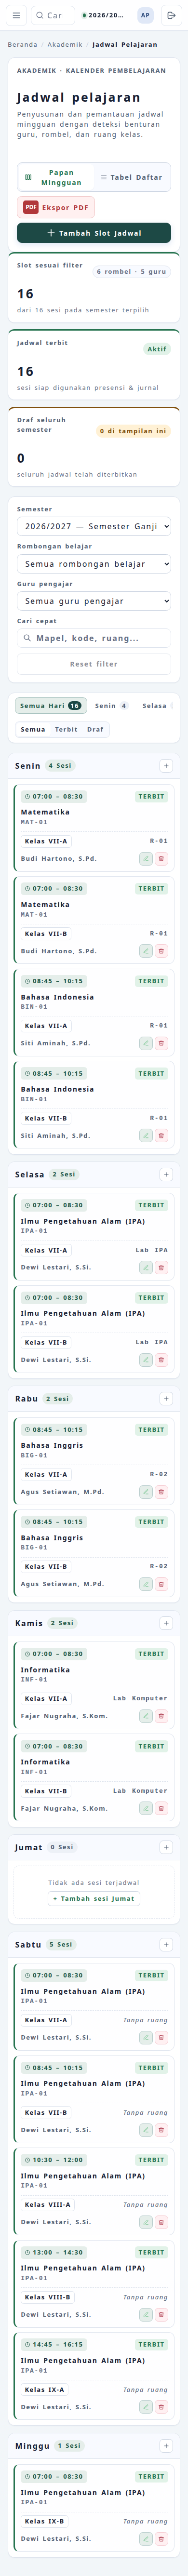 Car
2026/20...
AP
Beranda / Akademik / Jadwal Pelajaran
AKADEMIK · KALENDER PEMBELAJARAN
Jadwal pelajaran
Penyusunan dan pemantauan jadwal
mingguan dengan deteksi benturan
guru, rombel, dan ruang kelas.
Papan
Mingguan
Tabel Daftar
PDF Ekspor PDF
+ Tambah Slot Jadwal
Slot sesuai filter
6 rombel · 5 guru
16
dari 16 sesi pada semester terpilih
Jadwal terbit
Aktif
16
sesi siap digunakan presensi & jurnal
Draf seluruh
semester
0 di tampilan ini
0
seluruh jadwal telah diterbitkan
Semester
2026/2027 — Semester Ganji
Rombongan belajar
Semua rombongan belajar
Guru pengajar
Semua guru pengajar
Cari cepat
Mapel, kode, ruang...
Reset filter
Semua Hari 16 Senin 4 Selasa
Semua Terbit Draf
Senin 4 Sesi +
07:00 – 08:30 TERBIT
Matematika
MAT-01
Kelas VII-A R-01
Budi Hartono, S.Pd.
07:00 – 08:30 TERBIT
Matematika
MAT-01
Kelas VII-B R-01
Budi Hartono, S.Pd.
08:45 – 10:15 TERBIT
Bahasa Indonesia
BIN-01
Kelas VII-A R-01
Siti Aminah, S.Pd.
08:45 – 10:15 TERBIT
Bahasa Indonesia
BIN-01
Kelas VII-B R-01
Siti Aminah, S.Pd.
Selasa 2 Sesi +
07:00 – 08:30 TERBIT
Ilmu Pengetahuan Alam (IPA)
IPA-01
Kelas VII-A Lab IPA
Dewi Lestari, S.Si.
07:00 – 08:30 TERBIT
Ilmu Pengetahuan Alam (IPA)
IPA-01
Kelas VII-B Lab IPA
Dewi Lestari, S.Si.
Rabu 2 Sesi +
08:45 – 10:15 TERBIT
Bahasa Inggris
BIG-01
Kelas VII-A R-02
Agus Setiawan, M.Pd.
08:45 – 10:15 TERBIT
Bahasa Inggris
BIG-01
Kelas VII-B R-02
Agus Setiawan, M.Pd.
Kamis 2 Sesi +
07:00 – 08:30 TERBIT
Informatika
INF-01
Kelas VII-A Lab Komputer
Fajar Nugraha, S.Kom.
07:00 – 08:30 TERBIT
Informatika
INF-01
Kelas VII-B Lab Komputer
Fajar Nugraha, S.Kom.
Jumat 0 Sesi +
Tidak ada sesi terjadwal
+ Tambah sesi Jumat
Sabtu 5 Sesi +
07:00 – 08:30 TERBIT
Ilmu Pengetahuan Alam (IPA)
IPA-01
Kelas VII-A Tanpa ruang
Dewi Lestari, S.Si.
08:45 – 10:15 TERBIT
Ilmu Pengetahuan Alam (IPA)
IPA-01
Kelas VII-B Tanpa ruang
Dewi Lestari, S.Si.
10:30 – 12:00 TERBIT
Ilmu Pengetahuan Alam (IPA)
IPA-01
Kelas VIII-A Tanpa ruang
Dewi Lestari, S.Si.
13:00 – 14:30 TERBIT
Ilmu Pengetahuan Alam (IPA)
IPA-01
Kelas VIII-B Tanpa ruang
Dewi Lestari, S.Si.
14:45 – 16:15 TERBIT
Ilmu Pengetahuan Alam (IPA)
IPA-01
Kelas IX-A Tanpa ruang
Dewi Lestari, S.Si.
Minggu 1 Sesi +
07:00 – 08:30 TERBIT
Ilmu Pengetahuan Alam (IPA)
IPA-01
Kelas IX-B Tanpa ruang
Dewi Lestari, S.Si.